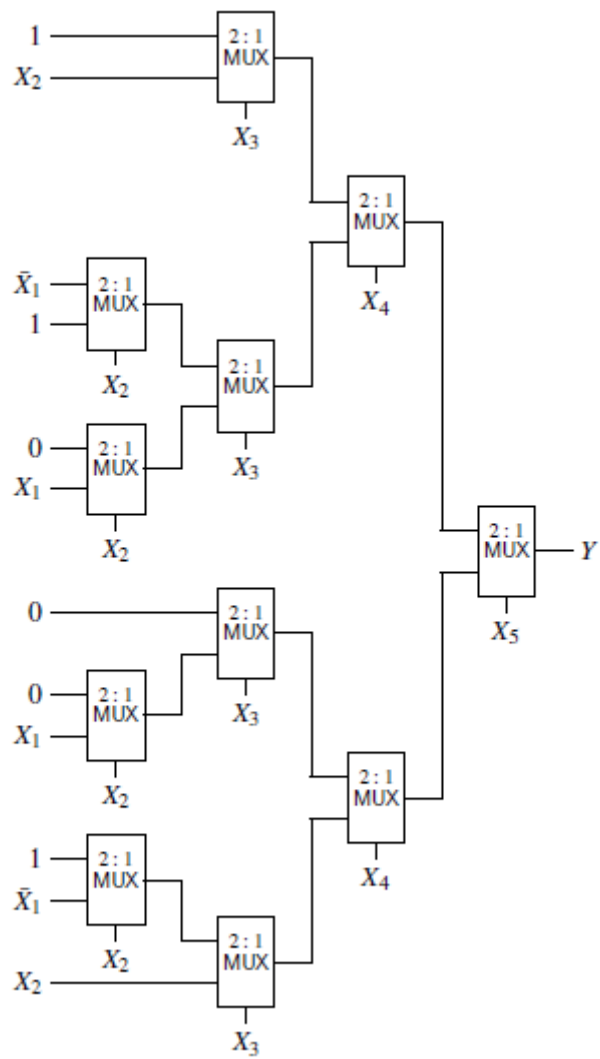 1
2 : 1
MUX
X₂
X₃
2 : 1
MUX
X₄
X̄₁
2 : 1
MUX
1
X₂
2 : 1
MUX
X₃
0
2 : 1
MUX
X₁
X₂
2 : 1
MUX
Y
X₅
0
2 : 1
MUX
X₃
0
2 : 1
MUX
X₁
X₂
2 : 1
MUX
X₄
1
2 : 1
MUX
X̄₁
X₂
2 : 1
MUX
X₂
X₃